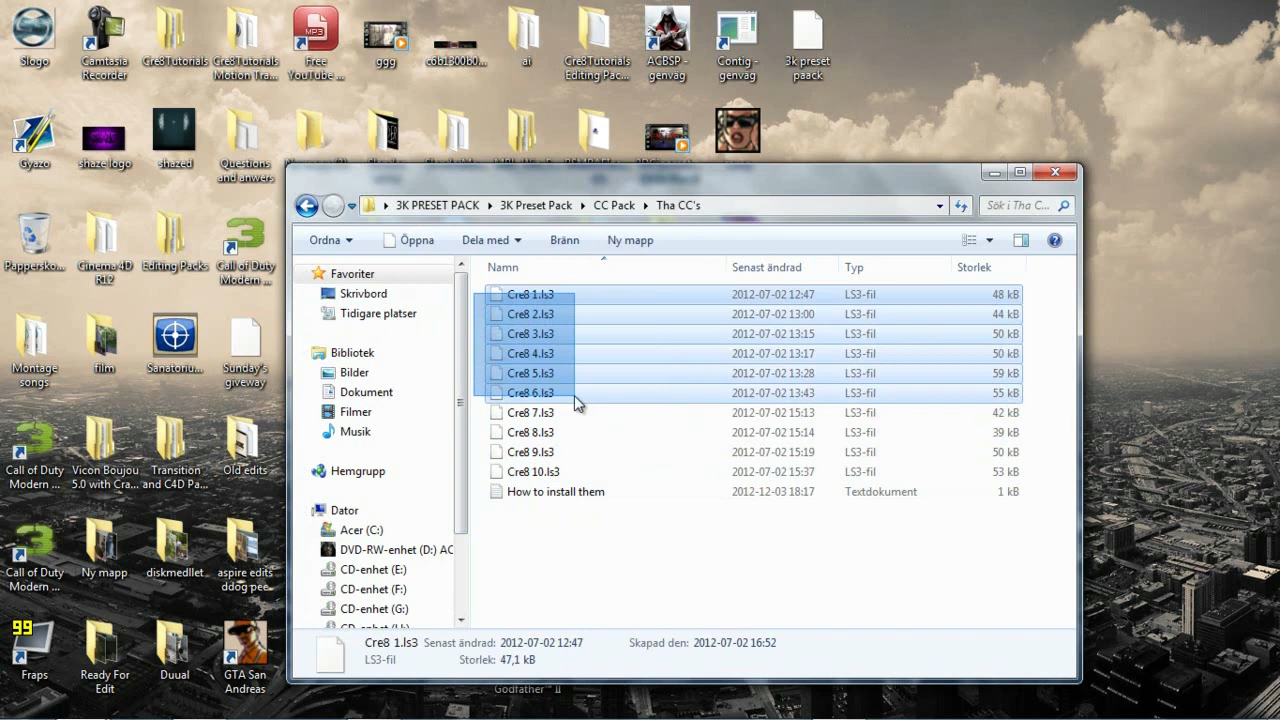 Slogo
Camtasia
Recorder
Cre8Tutorials
Cre8Tutorials
Motion Tra...
MP3
Free
YouTube ...
ggg
ai
Cre8Tutorials
Editing Pac...
ACBSP -
genväg
Contig -
genväg
3k preset
paack
Gyazo
shaze logo
shazed
Questions
and anwers
Pappersko...
Cinema 4D
R12
Editing Packs
Call of Duty
Modern ...
Montage
songs
film
Sanatoriu...
Sunday's
giveway
Call of Duty
Modern ...
Vicon Boujou
5.0 with Cra...
Transition
and C4D Pa...
Old edits
Call of Duty
Modern ...
Ny mapp
diskmedllet
aspire edits
ddog pee
99
Fraps
Ready For
Edit
Duual
GTA San
Andreas
Godfather™ II
3K PRESET PACK
3K Preset Pack
CC Pack
Tha CC's
Sök i Tha C...
Ordna
Öppna
Dela med
Bränn
Ny mapp
Favoriter
Skrivbord
Tidigare platser
Bibliotek
Bilder
Dokument
Filmer
Musik
Hemgrupp
Dator
Acer (C:)
DVD-RW-enhet (D:) AC
CD-enhet (E:)
CD-enhet (F:)
CD-enhet (G:)
Namn Senast ändrad Typ Storlek
Cre8 1.ls3 2012-07-02 12:47 LS3-fil 48 kB
Cre8 2.ls3 2012-07-02 13:00 LS3-fil 44 kB
Cre8 3.ls3 2012-07-02 13:15 LS3-fil 50 kB
Cre8 4.ls3 2012-07-02 13:17 LS3-fil 50 kB
Cre8 5.ls3 2012-07-02 13:28 LS3-fil 59 kB
Cre8 6.ls3 2012-07-02 13:43 LS3-fil 55 kB
Cre8 7.ls3 2012-07-02 15:13 LS3-fil 42 kB
Cre8 8.ls3 2012-07-02 15:14 LS3-fil 39 kB
Cre8 9.ls3 2012-07-02 15:19 LS3-fil 50 kB
Cre8 10.ls3 2012-07-02 15:37 LS3-fil 53 kB
How to install them 2012-12-03 18:17 Textdokument 1 kB
Cre8 1.ls3 Senast ändrad: 2012-07-02 12:47 Skapad den: 2012-07-02 16:52
LS3-fil Storlek: 47,1 kB